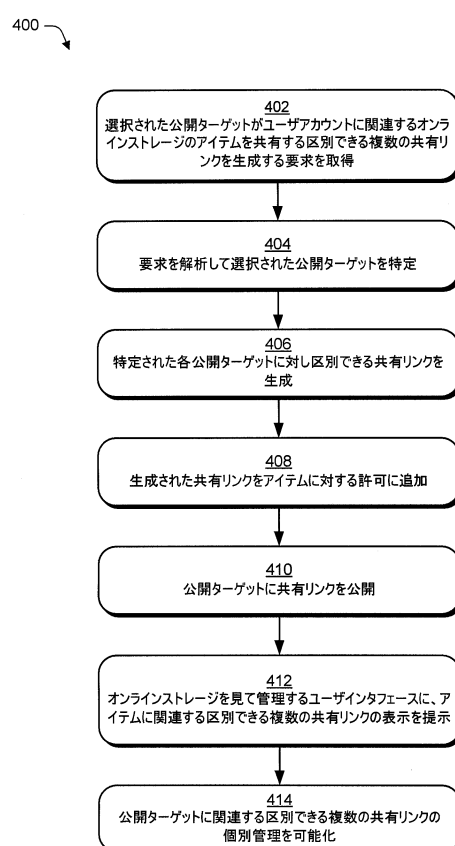 400
402
選択された公開ターゲットがユーザアカウントに関連するオンラ
インストレージのアイテムを共有する区別できる複数の共有リ
ンクを生成する要求を取得
404
要求を解析して選択された公開ターゲットを特定
406
特定された各公開ターゲットに対し区別できる共有リンクを
生成
408
生成された共有リンクをアイテムに対する許可に追加
410
公開ターゲットに共有リンクを公開
412
オンラインストレージを見て管理するユーザインタフェースに、ア
イテムに関連する区別できる複数の共有リンクの表示を提示
414
公開ターゲットに関連する区別できる複数の共有リンクの
個別管理を可能化